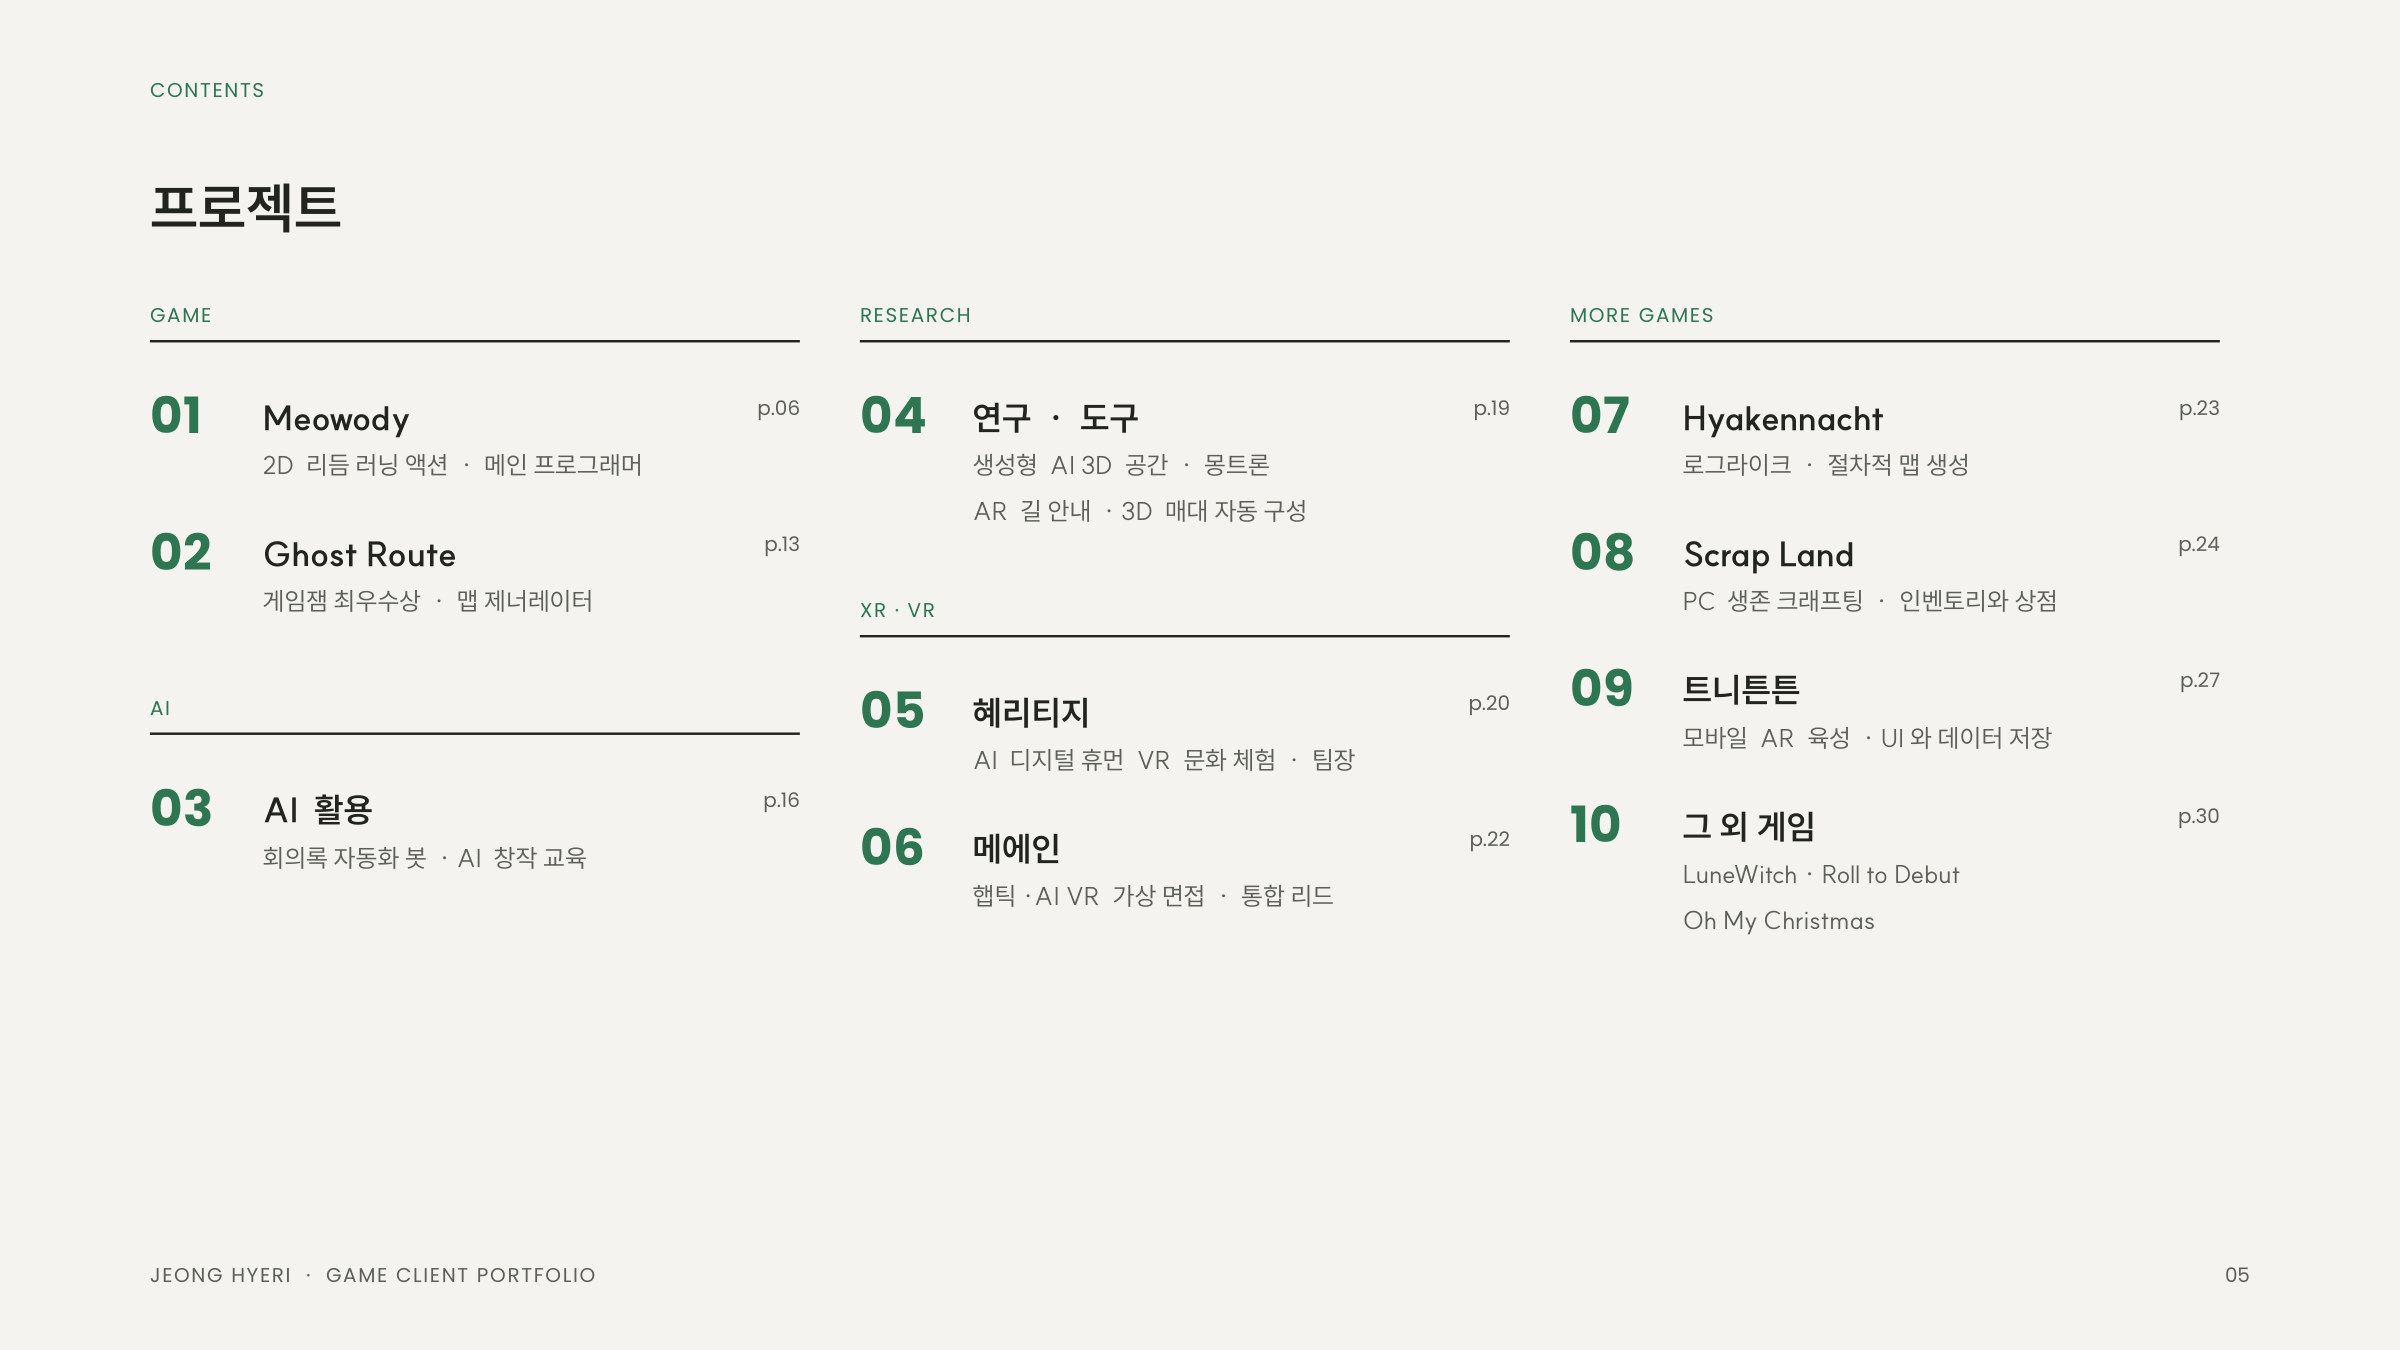 CONTENTS
프로젝트
GAME
01 Meowody p.06
2D 리듬 러닝 액션 · 메인 프로그래머
02 Ghost Route p.13
게임잼 최우수상 · 맵 제너레이터
AI
03 AI 활용 p.16
회의록 자동화 봇 · AI 창작 교육
RESEARCH
04 연구 · 도구 p.19
생성형 AI 3D 공간 · 몽트론
AR 길 안내 · 3D 매대 자동 구성
XR · VR
05 혜리티지 p.20
AI 디지털 휴먼 VR 문화 체험 · 팀장
06 메에인 p.22
햅틱 · AI VR 가상 면접 · 통합 리드
MORE GAMES
07 Hyakennacht p.23
로그라이크 · 절차적 맵 생성
08 Scrap Land p.24
PC 생존 크래프팅 · 인벤토리와 상점
09 트니튼튼 p.27
모바일 AR 육성 · UI 와 데이터 저장
10 그 외 게임 p.30
LuneWitch · Roll to Debut
Oh My Christmas
JEONG HYERI · GAME CLIENT PORTFOLIO
05